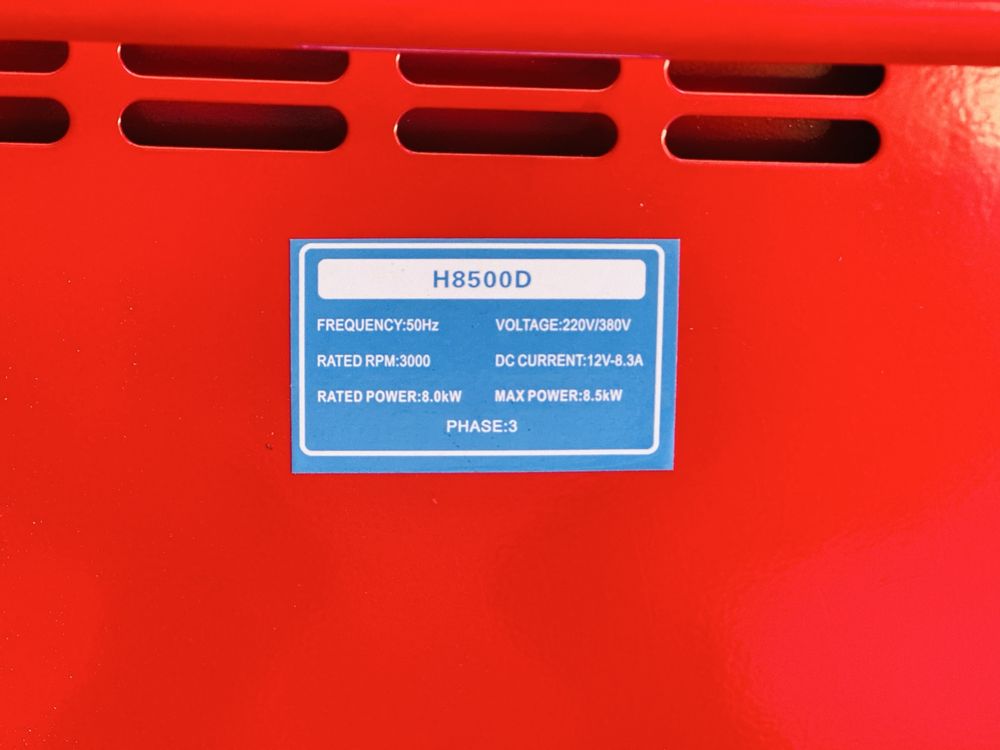 H8500D
FREQUENCY:50Hz VOLTAGE:220V/380V
RATED RPM:3000 DC CURRENT:12V-8.3A
RATED POWER:8.0kW MAX POWER:8.5kW
PHASE:3